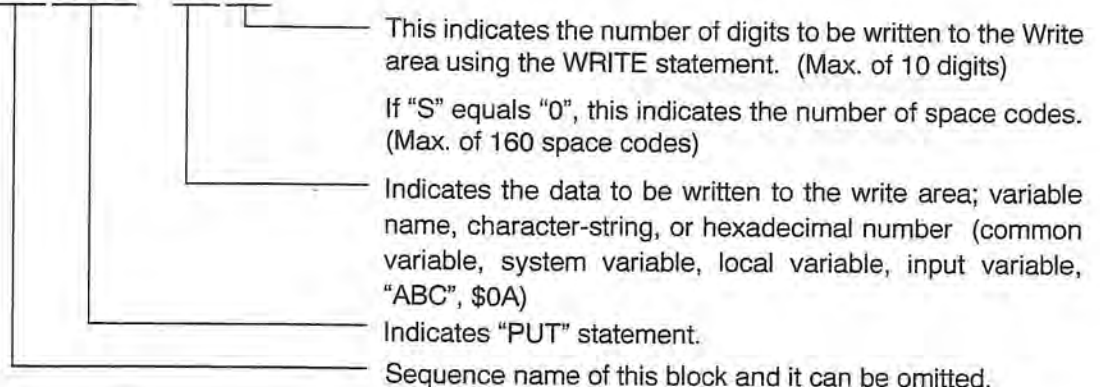 This indicates the number of digits to be written to the Write
area using the WRITE statement. (Max. of 10 digits)
If “S” equals “0”, this indicates the number of space codes.
(Max. of 160 space codes)
Indicates the data to be written to the write area; variable
name, character-string, or hexadecimal number (common
variable, system variable, local variable, input variable,
“ABC”, $0A)
Indicates “PUT” statement.
Sequence name of this block and it can be omitted.